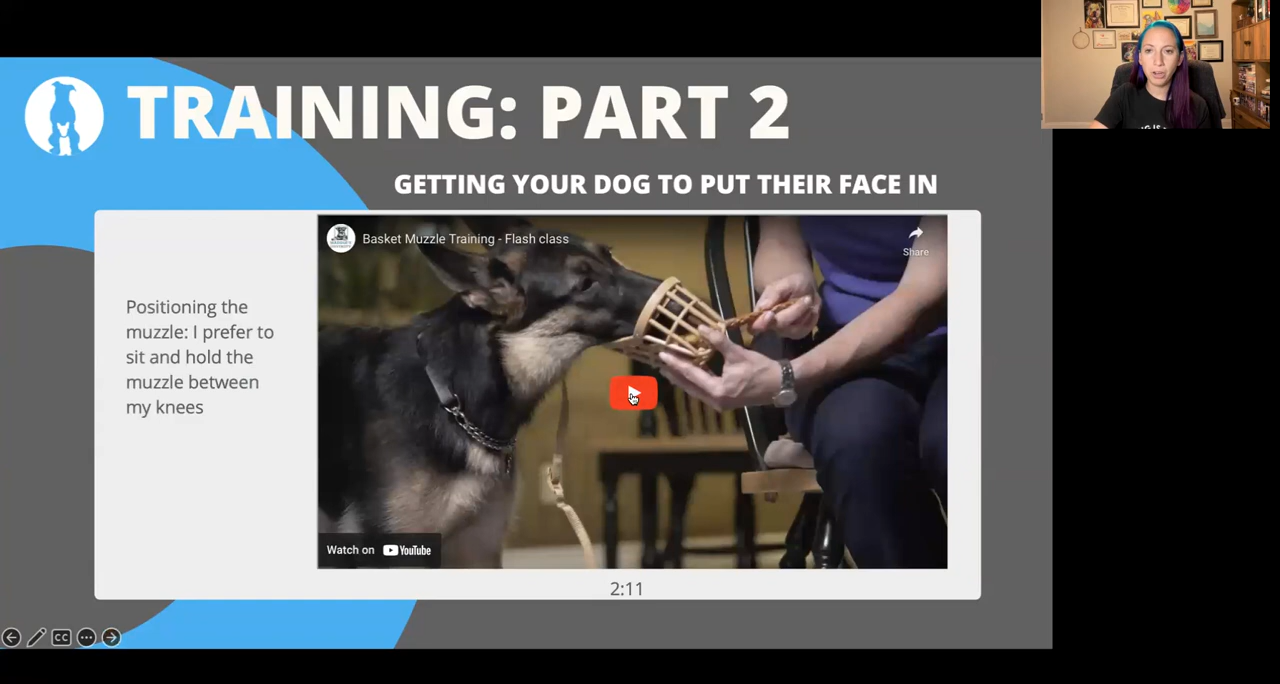 TRAINING: PART 2
GETTING YOUR DOG TO PUT THEIR FACE IN
Basket Muzzle Training - Flash class
Share
Positioning the
muzzle: I prefer to
sit and hold the
muzzle between
my knees
Watch on YouTube
2:11
CC